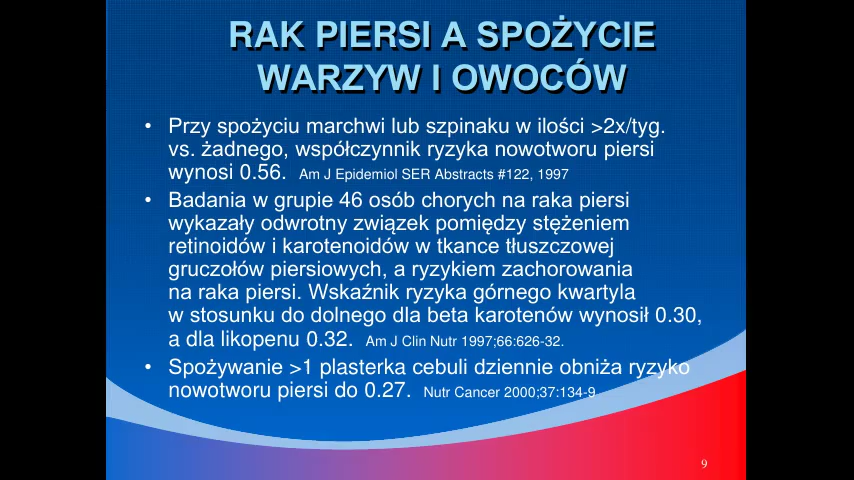 RAK PIERSI A SPOŻYCIE
WARZYW I OWOCÓW
• Przy spożyciu marchwi lub szpinaku w ilości >2x/tyg.
vs. żadnego, współczynnik ryzyka nowotworu piersi
wynosi 0.56. Am J Epidemiol SER Abstracts #122, 1997
• Badania w grupie 46 osób chorych na raka piersi
wykazały odwrotny związek pomiędzy stężeniem
retinoidów i karotenoidów w tkance tłuszczowej
gruczołów piersiowych, a ryzykiem zachorowania
na raka piersi. Wskaźnik ryzyka górnego kwartyla
w stosunku do dolnego dla beta karotenów wynosił 0.30,
a dla likopenu 0.32. Am J Clin Nutr 1997;66:626-32.
• Spożywanie >1 plasterka cebuli dziennie obniża ryzyko
nowotworu piersi do 0.27. Nutr Cancer 2000;37:134-9
9